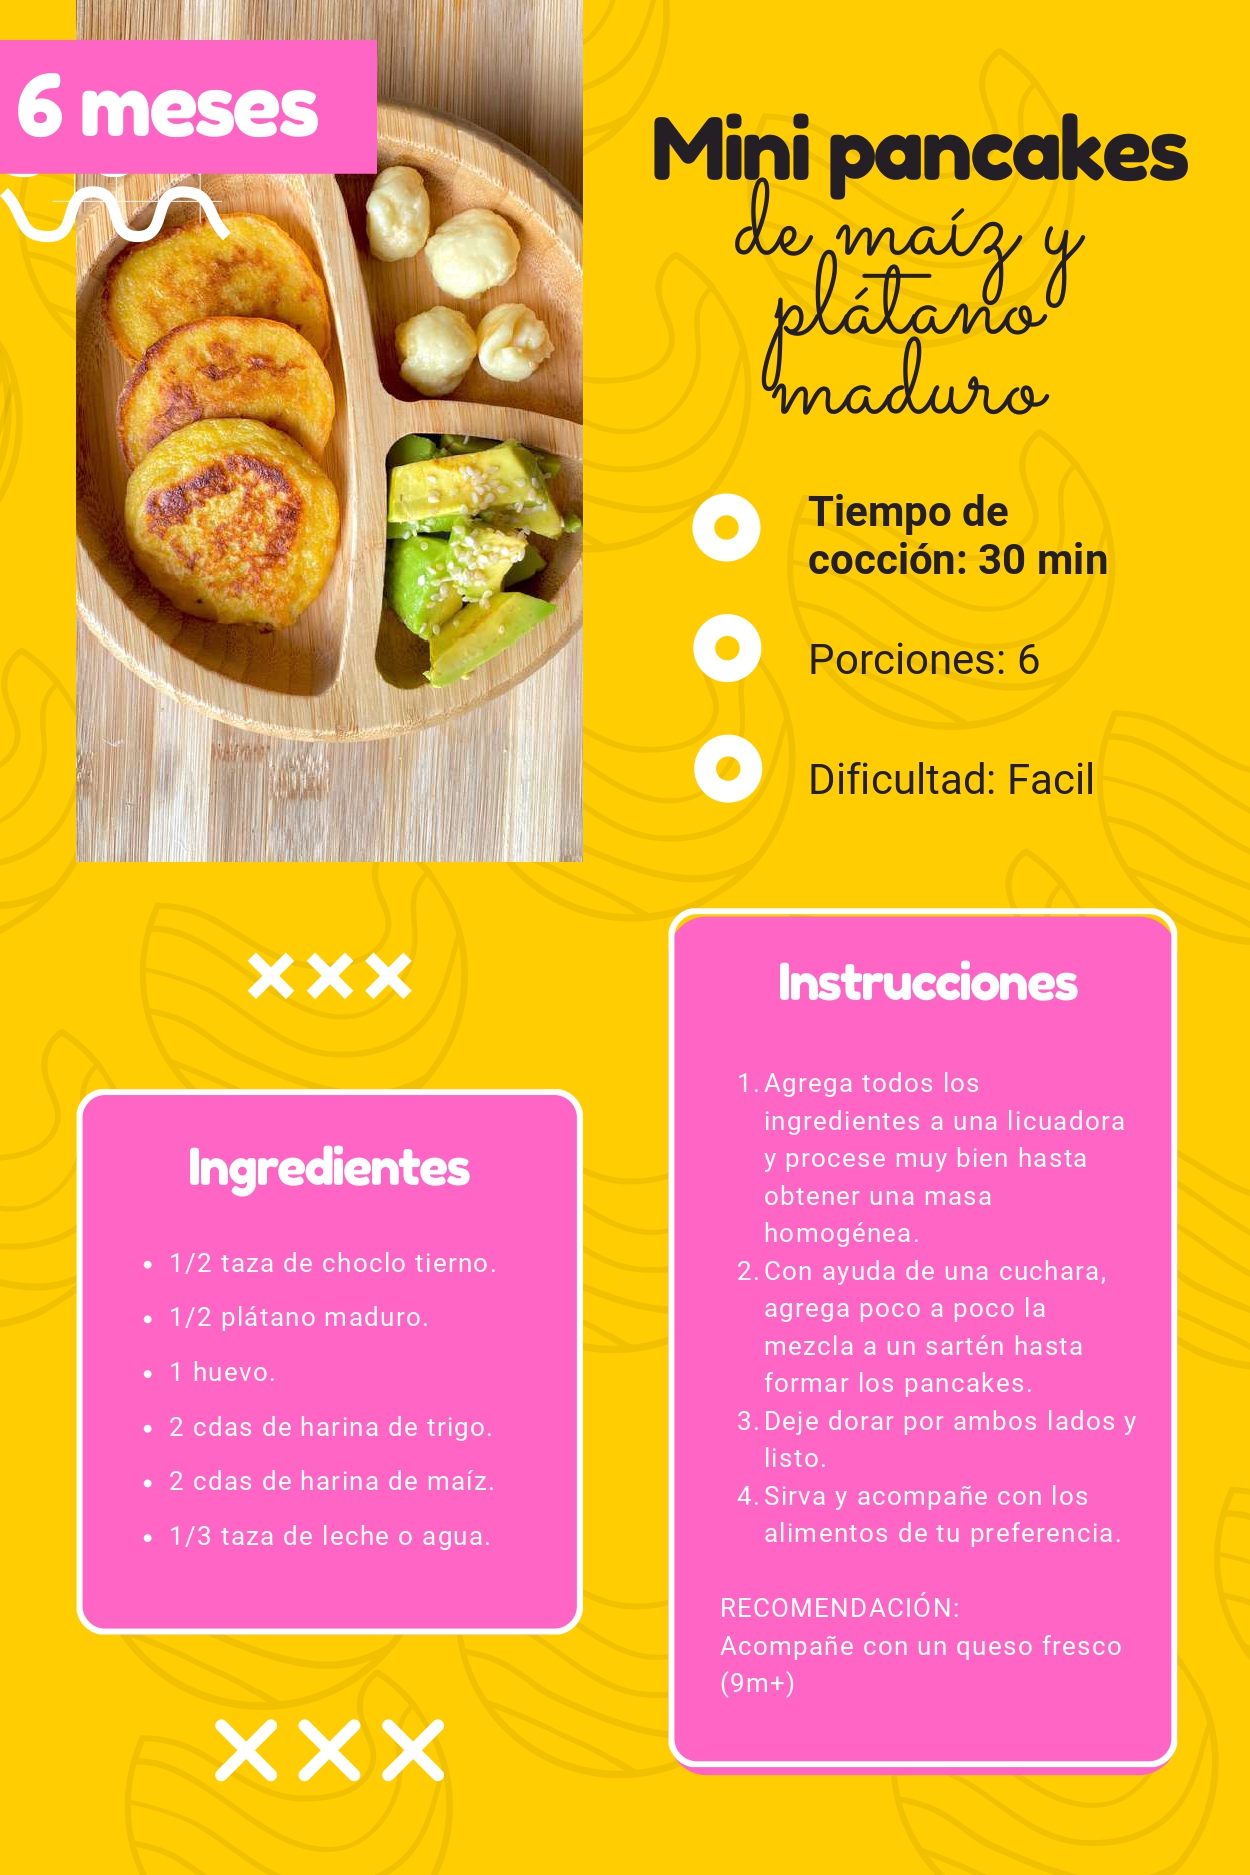 6 meses
Mini pancakes
de maíz y
plátano
maduro
Tiempo de
cocción: 30 min
Porciones: 6
Dificultad: Facil
Ingredientes
• 1/2 taza de choclo tierno.
• 1/2 plátano maduro.
• 1 huevo.
• 2 cdas de harina de trigo.
• 2 cdas de harina de maíz.
• 1/3 taza de leche o agua.
Instrucciones
1. Agrega todos los
ingredientes a una licuadora
y procese muy bien hasta
obtener una masa
homogénea.
2. Con ayuda de una cuchara,
agrega poco a poco la
mezcla a un sartén hasta
formar los pancakes.
3. Deje dorar por ambos lados y
listo.
4. Sirva y acompañe con los
alimentos de tu preferencia.
RECOMENDACIÓN:
Acompañe con un queso fresco
(9m+)